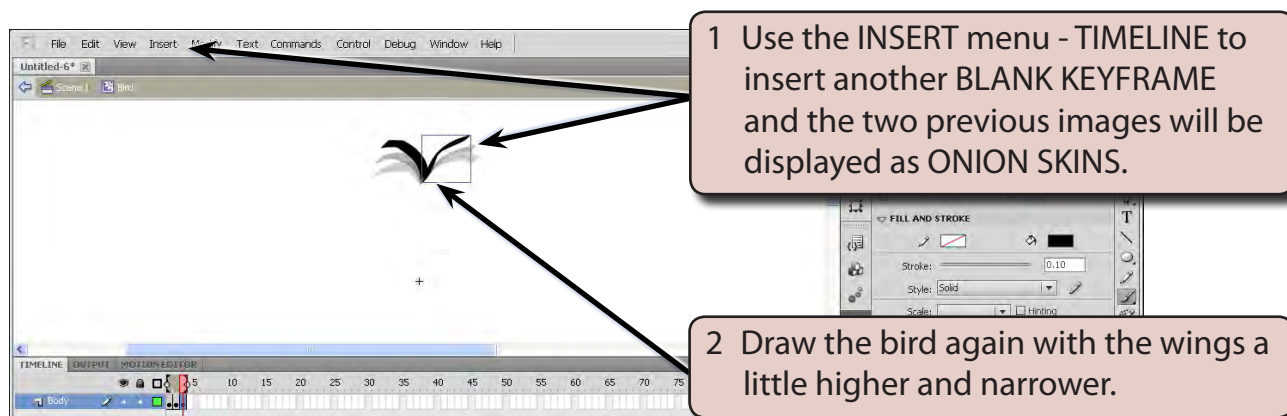 File Edit View Insert Modify Text Commands Control Debug Window Help
Untitled-6*
Scene 1 Bird
1 Use the INSERT menu - TIMELINE to
insert another BLANK KEYFRAME
and the two previous images will be
displayed as ONION SKINS.
FILL AND STROKE
Stroke: 0.10
Style: Solid
Scale: Hinting
2 Draw the bird again with the wings a
little higher and narrower.
TIMELINE OUTPUT MOTION EDITOR
5 10 15 20 25 30 35 40 45 50 55 60 65 70 75
Body